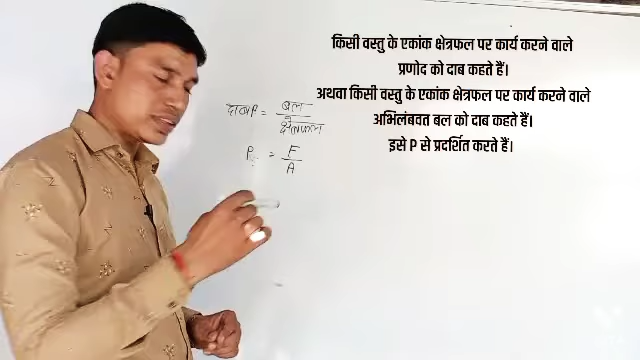 किसी वस्तु के एकांक क्षेत्रफल पर कार्य करने वाले
प्रणोद को दाब कहते हैं।
अथवा किसी वस्तु के एकांक क्षेत्रफल पर कार्य करने वाले
अभिलंबवत बल को दाब कहते हैं।
इसे P से प्रदर्शित करते हैं।
दाब P = बल
क्षेत्रफल
P = F
A